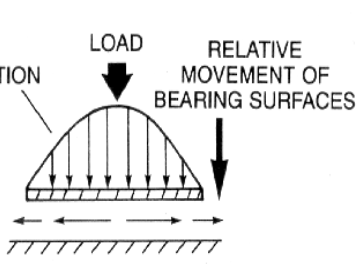 LOAD
RELATIVE
MOVEMENT OF
BEARING SURFACES
TION